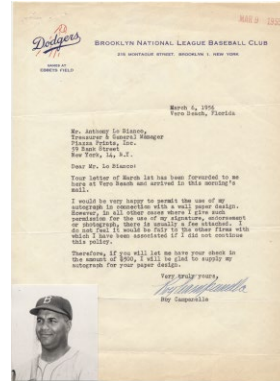 MAR 9 1956
Dodgers
BROOKLYN NATIONAL LEAGUE BASEBALL CLUB
215 MONTAGUE STREET, BROOKLYN 1, NEW YORK
GAMES AT
EBBETS FIELD
March 6, 1956
Vero Beach, Florida
Mr. Anthony Lo Bianco,
Treasurer & General Manager
Piazza Prints, Inc.
59 Bank Street
New York, 14, N.Y.
Dear Mr. Lo Bianco:
Your letter of March 1st has been forwarded to me
here at Vero Beach and arrived in this morning's
mail.
I would be very happy to permit the use of my
autograph in connection with a wall paper design.
However, in all other cases where I give such
permission for the use of my signature, endorsement
or photograph, there is usually a fee attached. I
do not feel it would be fair to the other firms with
which I have been associated if I did not continue
this policy.
Therefore, if you will let me have your check in
the amount of $500, I will be glad to supply my
autograph for your paper design.
Very truly yours,
Roy Campanella
Roy Campanella
B